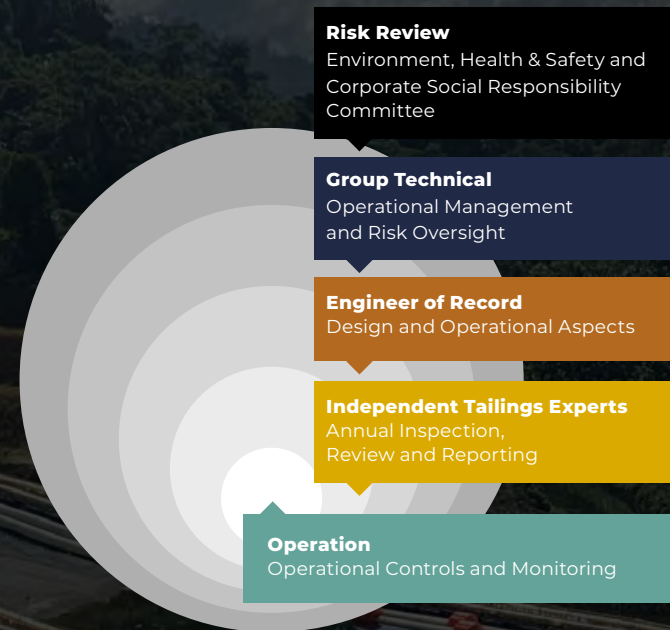 Risk Review
Environment, Health & Safety and
Corporate Social Responsibility
Committee
Group Technical
Operational Management
and Risk Oversight
Engineer of Record
Design and Operational Aspects
Independent Tailings Experts
Annual Inspection,
Review and Reporting
Operation
Operational Controls and Monitoring